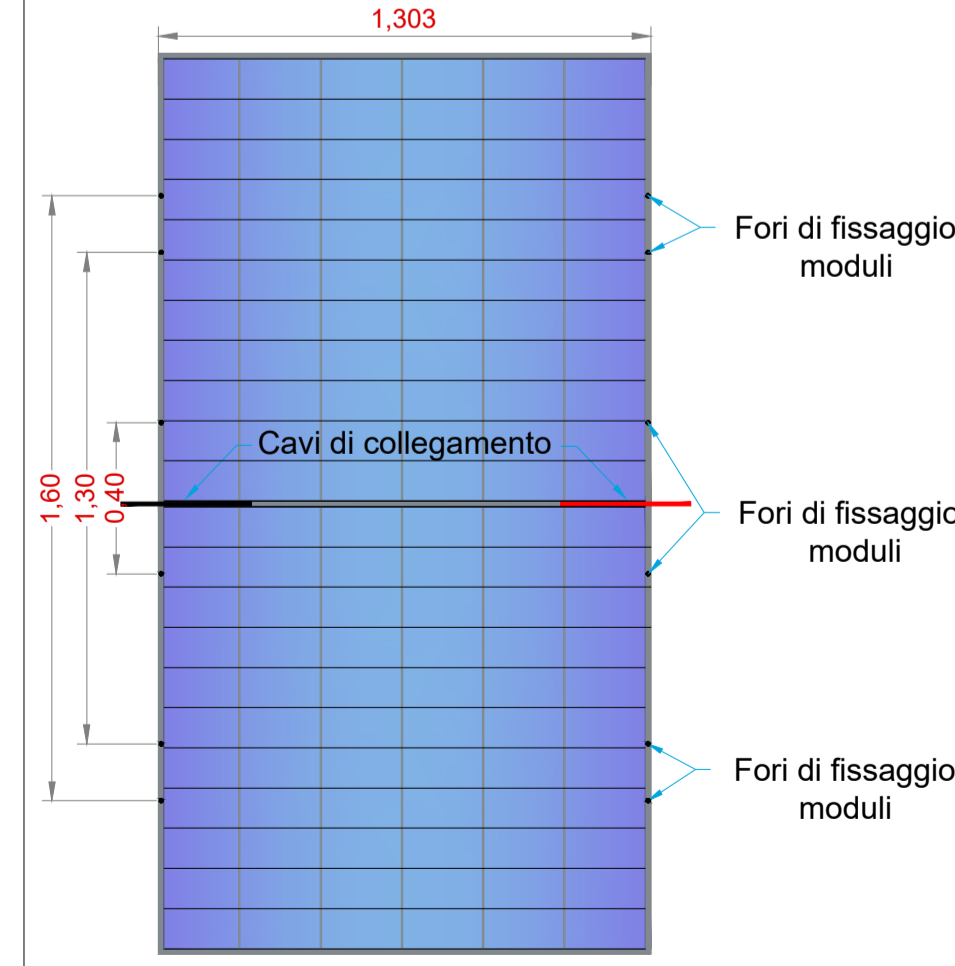 1,303
Fori di fissaggio
moduli
Cavi di collegamento
1,60
1,30
0,40
Fori di fissaggio
moduli
Fori di fissaggio
moduli